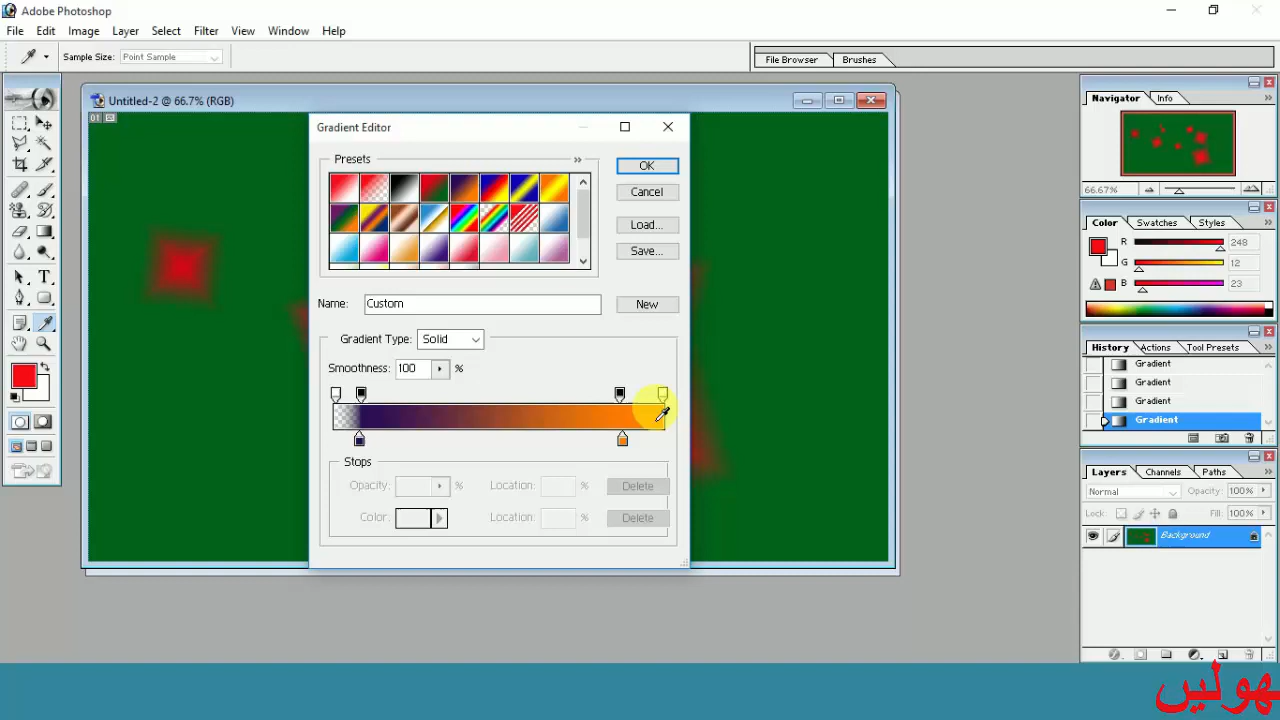 Adobe Photoshop
File Edit Image Layer Select Filter View Window Help
Sample Size: Point Sample
File Browser Brushes
Untitled-2 @ 66.7% (RGB)
01
Gradient Editor
Presets
OK
Cancel
Load...
Save...
Name: Custom
New
Gradient Type: Solid
Smoothness: 100 %
Stops
Opacity: % Location: % Delete
Color: Location: % Delete
Navigator Info
66.67%
Color Swatches Styles
R 248
G 12
B 23
History Actions Tool Presets
Gradient
Gradient
Gradient
Gradient
Layers Channels Paths
Normal Opacity: 100%
Lock: Fill: 100%
Background